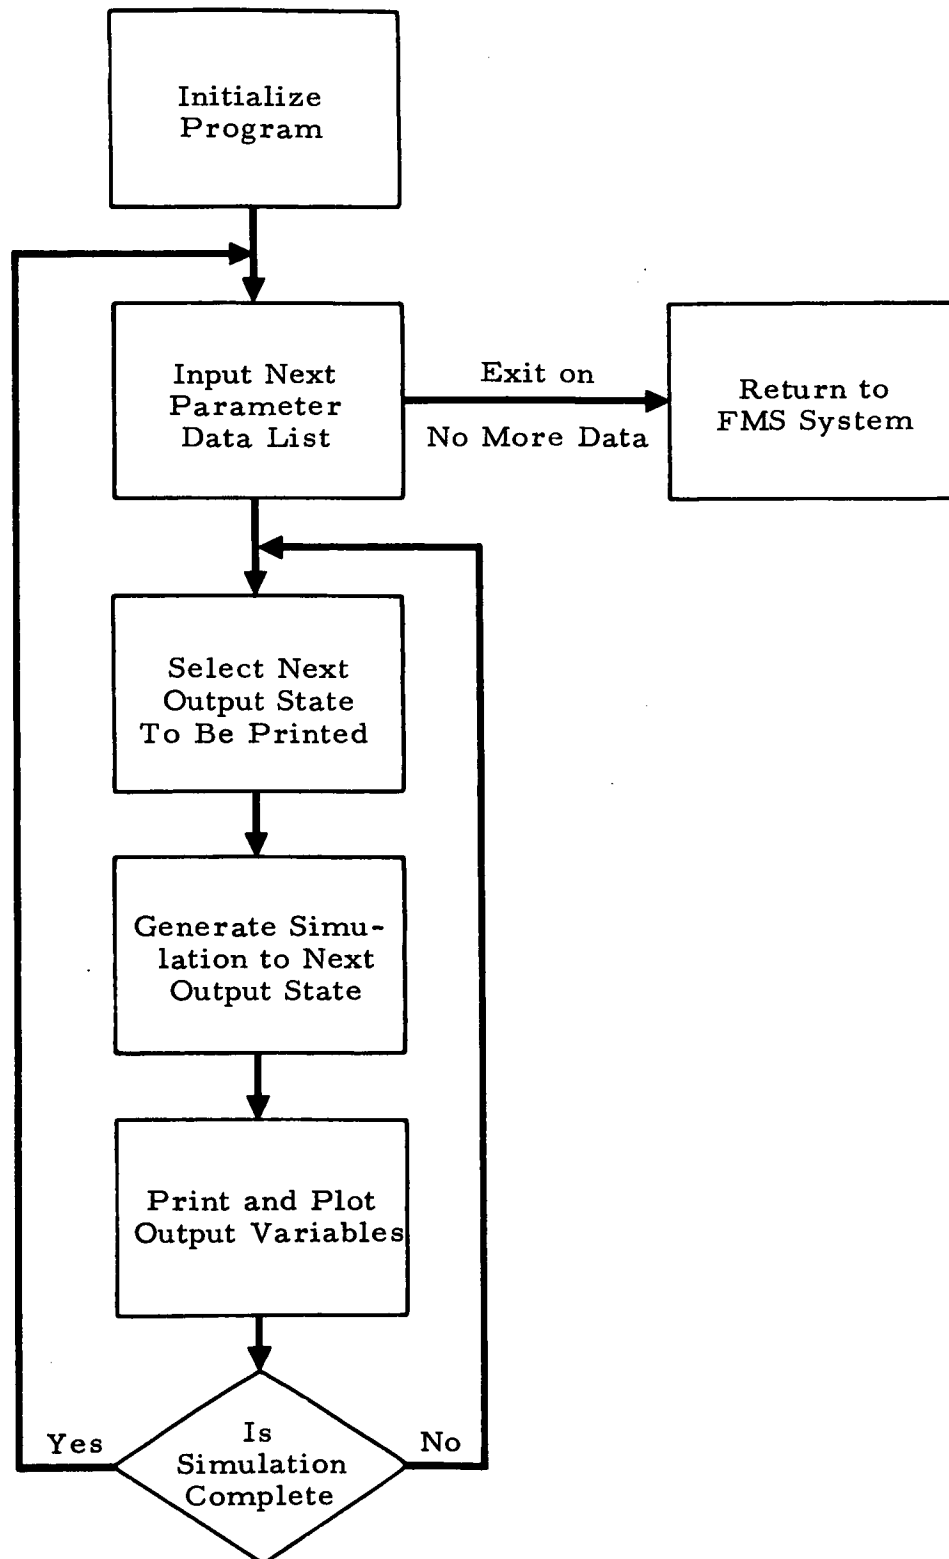 Initialize
Program
Input Next
Parameter
Data List
Exit on
No More Data
Return to
FMS System
Select Next
Output State
To Be Printed
Generate Simu-
lation to Next
Output State
Print and Plot
Output Variables
Is
Simulation
Complete
Yes
No